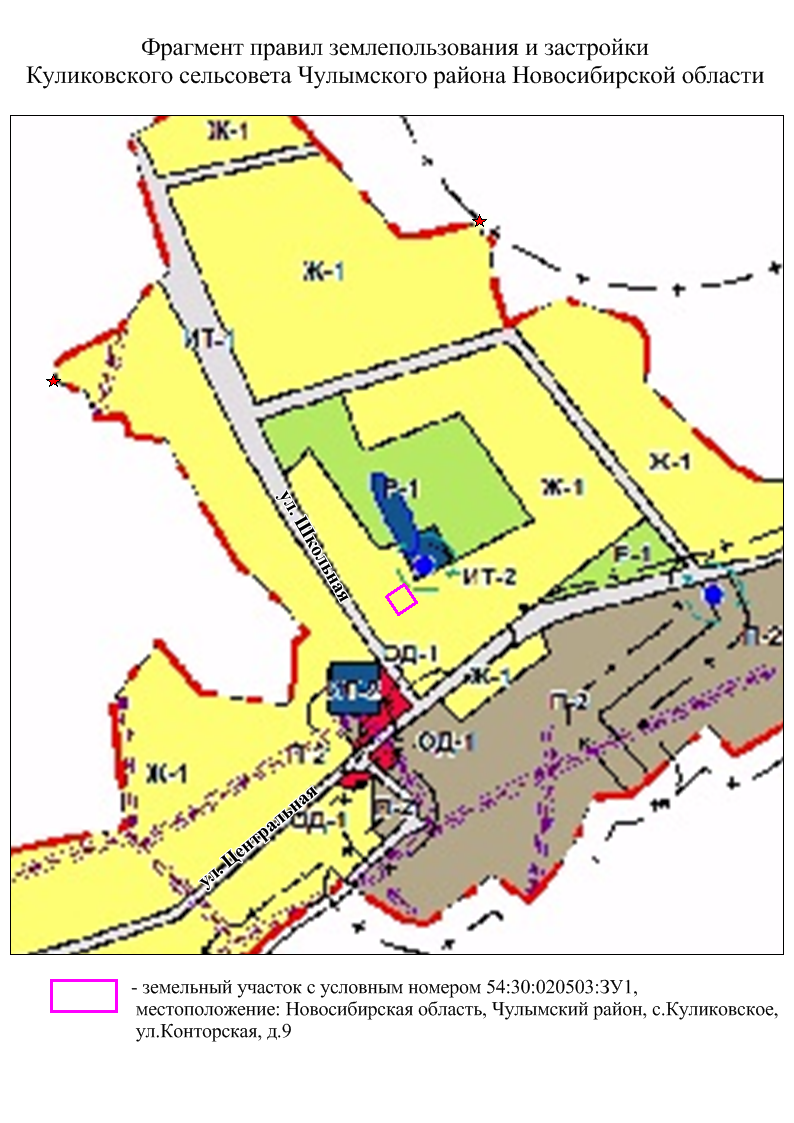 Фрагмент правил землепользования и застройки
Куликовского сельсовета Чулымского района Новосибирской области
Ж-1
Ж-1
ИТ-1
Ж-1
Р-1
Ж-1
ул. Школьная
Р-1
ИТ-2
П-2
ОД-1
Ж-1
ИТ-2
П-2
ОД-1
Ж-1
П-2
ОД-1
ул. Центральная
- земельный участок с условным номером 54:30:020503:ЗУ1,
местоположение: Новосибирская область, Чулымский район, с.Куликовское,
ул.Конторская, д.9